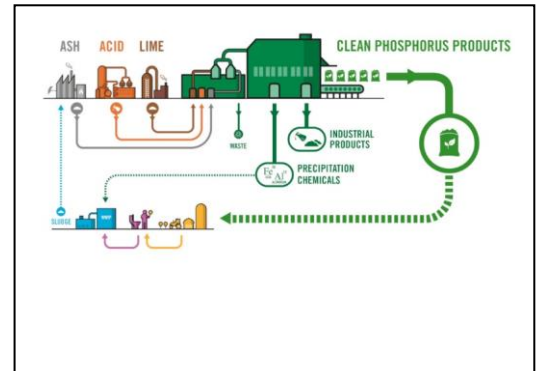 ASH ACID LIME
CLEAN PHOSPHORUS PRODUCTS
WASTE
INDUSTRIAL
PRODUCTS
PRECIPITATION
CHEMICALS
SLUDGE